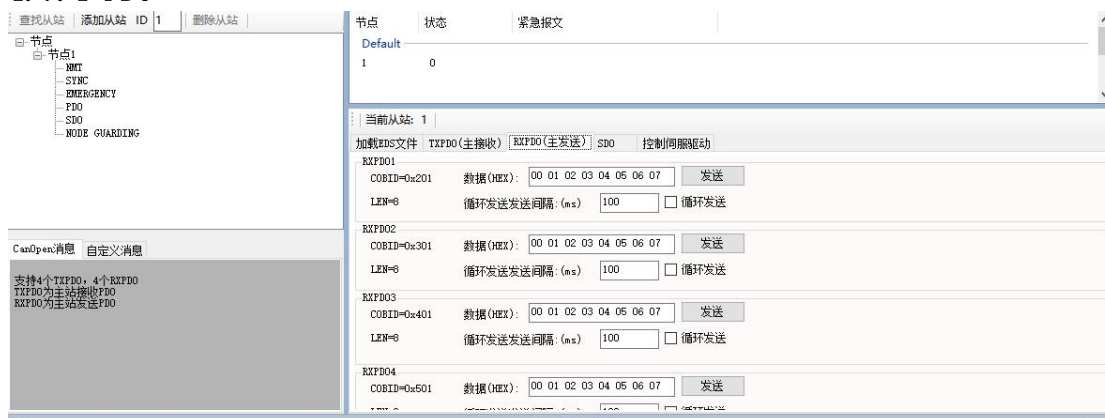 查找从站 添加从站 ID 1 删除从站
节点
节点1
NMT
SYNC
EMERGENCY
PDO
SDO
NODE GUARDING
CanOpen消息 自定义消息
支持4个TXPDO，4个RXPDO
TXPDO为主站接收PDO
RXPDO为主站发送PDO
节点 状态 紧急报文
Default
1 0
当前从站: 1
加载EDS文件 TXPDO(主接收) RXPDO(主发送) SDO 控制伺服驱动
RXPDO1
COBID=0x201 数据(HEX): 00 01 02 03 04 05 06 07 发送
LEN=8 循环发送发送间隔:(ms) 100 循环发送
RXPDO2
COBID=0x301 数据(HEX): 00 01 02 03 04 05 06 07 发送
LEN=8 循环发送发送间隔:(ms) 100 循环发送
RXPDO3
COBID=0x401 数据(HEX): 00 01 02 03 04 05 06 07 发送
LEN=8 循环发送发送间隔:(ms) 100 循环发送
RXPDO4
COBID=0x501 数据(HEX): 00 01 02 03 04 05 06 07 发送